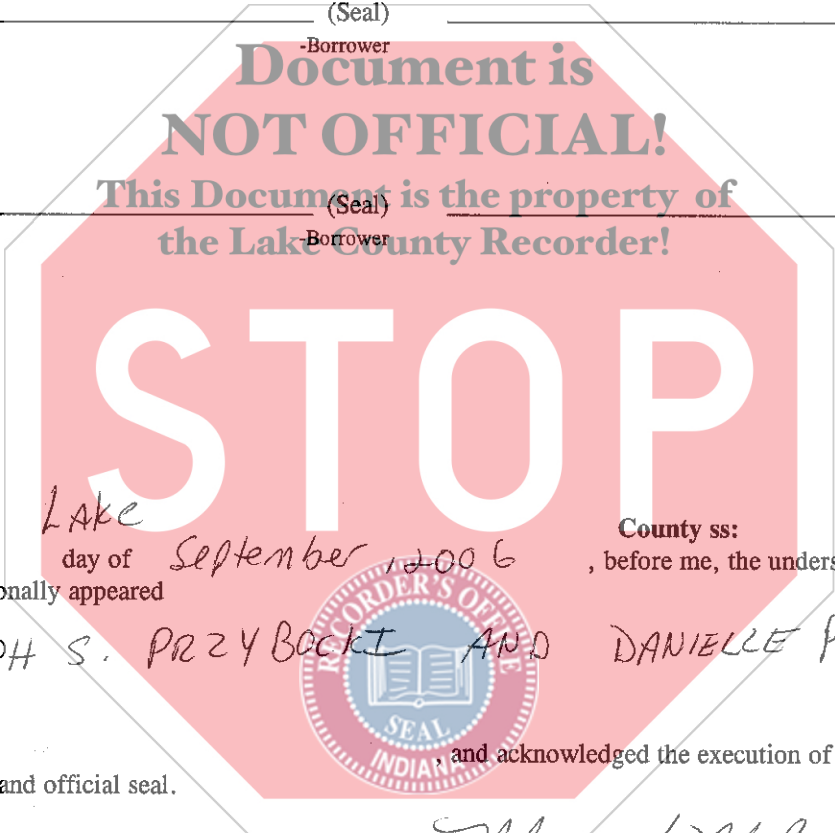 (Seal)
-Borrower
Document is
NOT OFFICIAL!
This Document is the property of
the Lake County Recorder!
(Seal)
-Borrower
STOP
LAKe
County ss:
day of September, 2006 , before me, the unders
onally appeared
OH S. PRZYBOCKI AND DANIELLE P
RECORDER'S OFFICE
SEAL
INDIANA
, and acknowledged the execution of
and official seal.